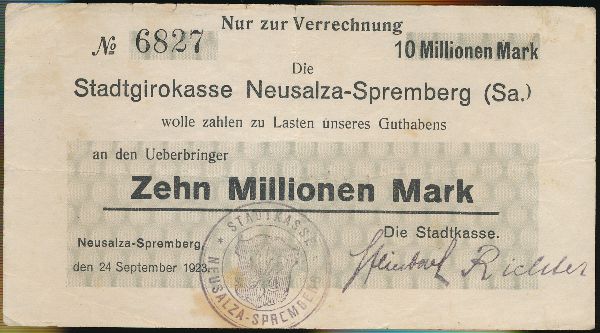 Nur zur Verrechnung
№ 6827
10 Millionen Mark
Die
Stadtgirokasse Neusalza-Spremberg (Sa.)
wolle zahlen zu Lasten unseres Guthabens
an den Ueberbringer
Zehn Millionen Mark
Neusalza-Spremberg,
den 24 September 1923.
STADTKASSE
NEUSALZA-SPREMBERG
Die Stadtkasse.
Richter